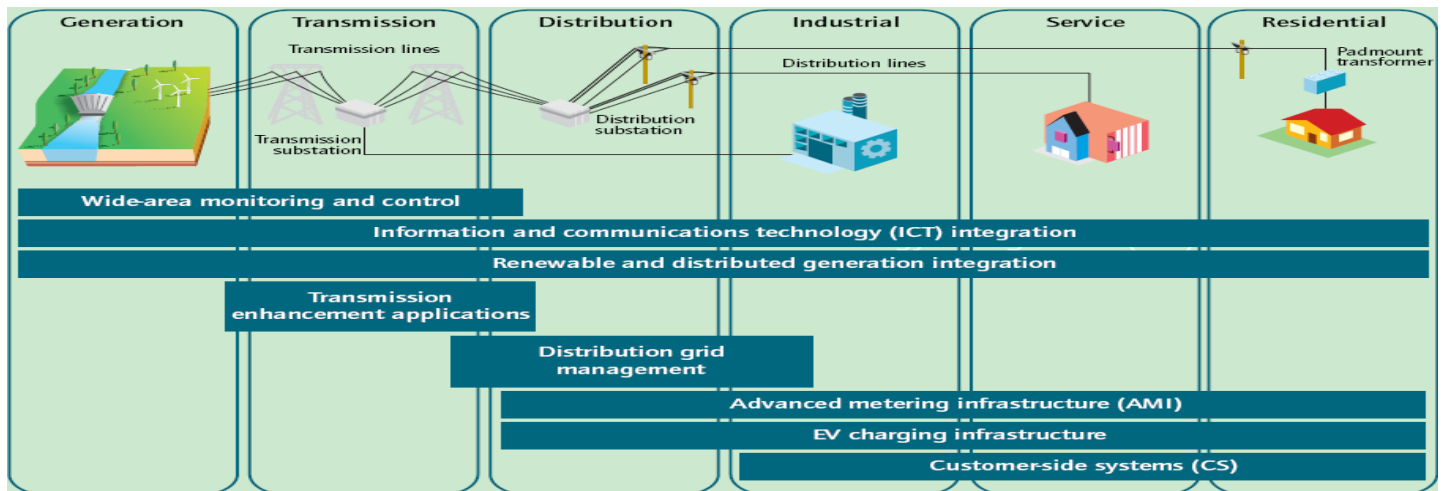 Generation
Transmission
Distribution
Industrial
Service
Residential
Transmission lines
Distribution lines
Padmount
transformer
Distribution
substation
Transmission
substation
Wide-area monitoring and control
Information and communications technology (ICT) integration
Renewable and distributed generation integration
Transmission
enhancement applications
Distribution grid
management
Advanced metering infrastructure (AMI)
EV charging infrastructure
Customer-side systems (CS)